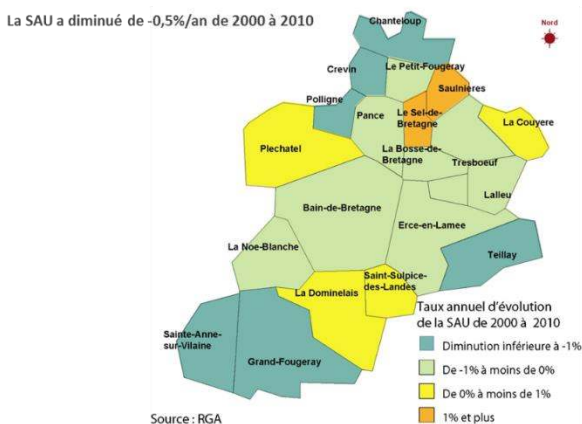 La SAU a diminué de -0,5%/an de 2000 à 2010
Nord
Chanteloup
Crevin
Le Petit-Fougeray
Saulnieres
Polligne
Pance
Le Sel-de-
Bretagne
La Couyere
Plechatel
La Bosse-de-
Bretagne
Tresboeuf
Lalleu
Bain-de-Bretagne
Erce-en-Lamee
La Noe-Blanche
Teillay
Saint-Sulpice-
des-Landes
La Dominelais
Sainte-Anne-
sur-Vilaine
Grand-Fougeray
Taux annuel d'évolution
de la SAU de 2000 à 2010
Diminution inférieure à -1%
De -1% à moins de 0%
De 0% à moins de 1%
1% et plus
Source : RGA